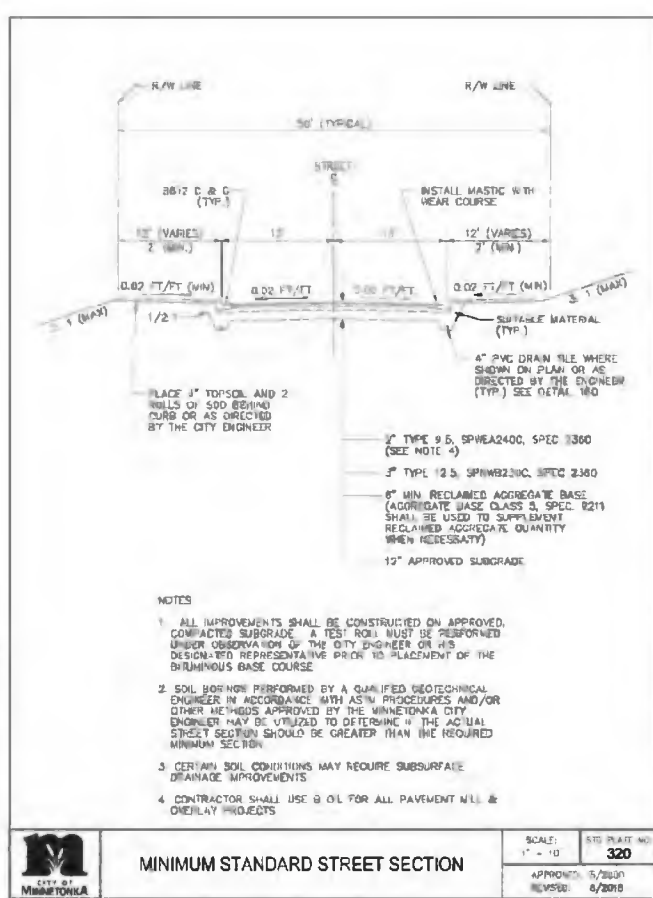 R/W LINE
R/W LINE
50' (TYPICAL)
STREET
B612 C & G
(TYP.)
INSTALL MASTIC WITH
WEAR COURSE
12' (VARIES)
2' (MIN.)
13'
13'
12' (VARIES)
2' (MIN.)
0.02 FT/FT (MIN)
0.02 FT/FT.
FT/FT.
0.02 FT/FT (MIN)
1 (MAX)
3: 1 (MAX)
1/2"
SUITABLE MATERIAL
(TYP.)
4" PVC DRAIN TILE WHERE
SHOWN ON PLAN OR AS
DIRECTED BY THE ENGINEER
(TYP.) SEE DETAIL
PLACE TOPSOIL AND 2
ROLLS OF SOD BEHIND
CURB OR AS DIRECTED
BY THE CITY ENGINEER
2" TYPE 9.5, SPWEA240C, SPEC 2360
(SEE NOTE 4)
3" TYPE 12.5, SPNWB230C, SPEC 2360
MIN. RECLAIMED AGGREGATE BASE
(AGGREGATE BASE CLASS 5, SPEC. 2211
SHALL BE USED TO SUPPLEMENT
RECLAIMED AGGREGATE QUANTITY
WHEN NECESSARY)
12" APPROVED SUBGRADE
NOTES
1. ALL IMPROVEMENTS SHALL BE CONSTRUCTED ON APPROVED,
COMPACTED SUBGRADE. A TEST ROLL MUST BE PERFORMED
UNDER OBSERVATION OF THE CITY ENGINEER OR HIS
DESIGNATED REPRESENTATIVE PRIOR TO PLACEMENT OF THE
BITUMINOUS BASE COURSE
2. SOIL BORINGS PERFORMED BY A QUALIFIED GEOTECHNICAL
ENGINEER IN ACCORDANCE WITH ASTM PROCEDURES AND/OR
OTHER METHODS APPROVED BY THE MINNETONKA CITY
ENGINEER MAY BE UTILIZED TO DETERMINE IF THE ACTUAL
STREET SECTION SHOULD BE GREATER THAN THE REQUIRED
MINIMUM SECTION
3. CERTAIN SOIL CONDITIONS MAY REQUIRE SUBSURFACE
DRAINAGE IMPROVEMENTS
4. CONTRACTOR SHALL USE B OIL FOR ALL PAVEMENT MILL &
OVERLAY PROJECTS
CITY OF
MINNETONKA
MINIMUM STANDARD STREET SECTION
SCALE:
1" = 10'
STD PLATE NO.
320
APPROVED: 5/2000
REVISED: 6/2018